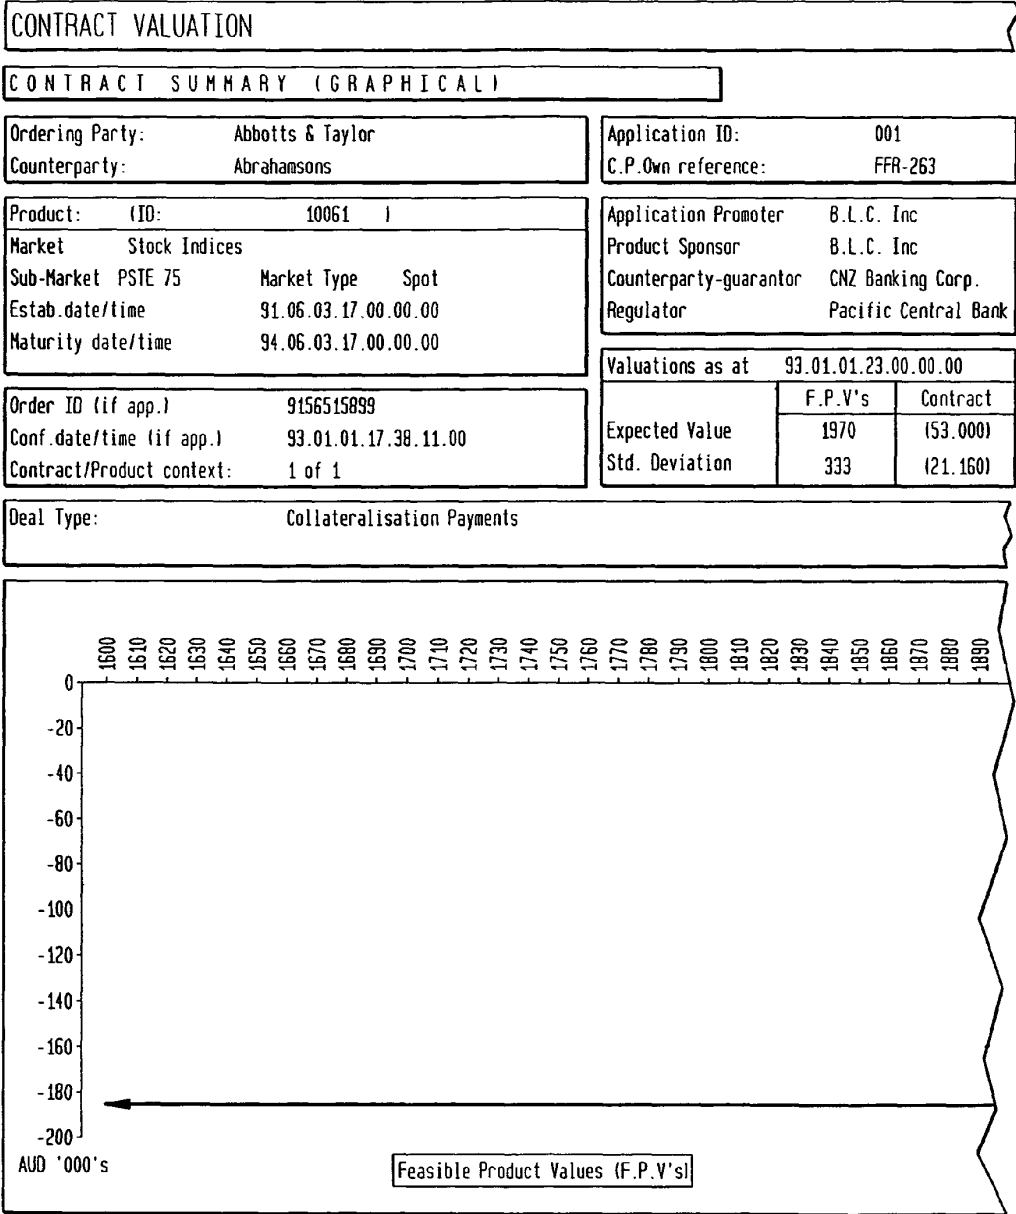 CONTRACT VALUATION
CONTRACT SUMMARY (GRAPHICAL)
Ordering Party: Abbotts & Taylor
Counterparty: Abrahamsons
Application ID: 001
C.P.Own reference: FFR-263
Product: (ID: 10061 )
Market Stock Indices
Sub-Market PSTE 75 Market Type Spot
Estab.date/time 91.06.03.17.00.00.00
Maturity date/time 94.06.03.17.00.00.00
Application Promoter B.L.C. Inc
Product Sponsor B.L.C. Inc
Counterparty-guarantor CNZ Banking Corp.
Regulator Pacific Central Bank
Order ID (if app.) 9156515899
Conf.date/time (if app.) 93.01.01.17.38.11.00
Contract/Product context: 1 of 1
Valuations as at 93.01.01.23.00.00.00
F.P.V's Contract
Expected Value 1970 (53.000)
Std. Deviation 333 (21.160)
Deal Type: Collateralisation Payments
1600 1610 1620 1630 1640 1650 1660 1670 1680 1690 1700 1710 1720 1730 1740 1750 1760 1770 1780 1790 1800 1810 1820 1830 1840 1850 1860 1870 1880 1890
0
-20
-40
-60
-80
-100
-120
-140
-160
-180
-200
AUD '000's
Feasible Product Values (F.P.V's)